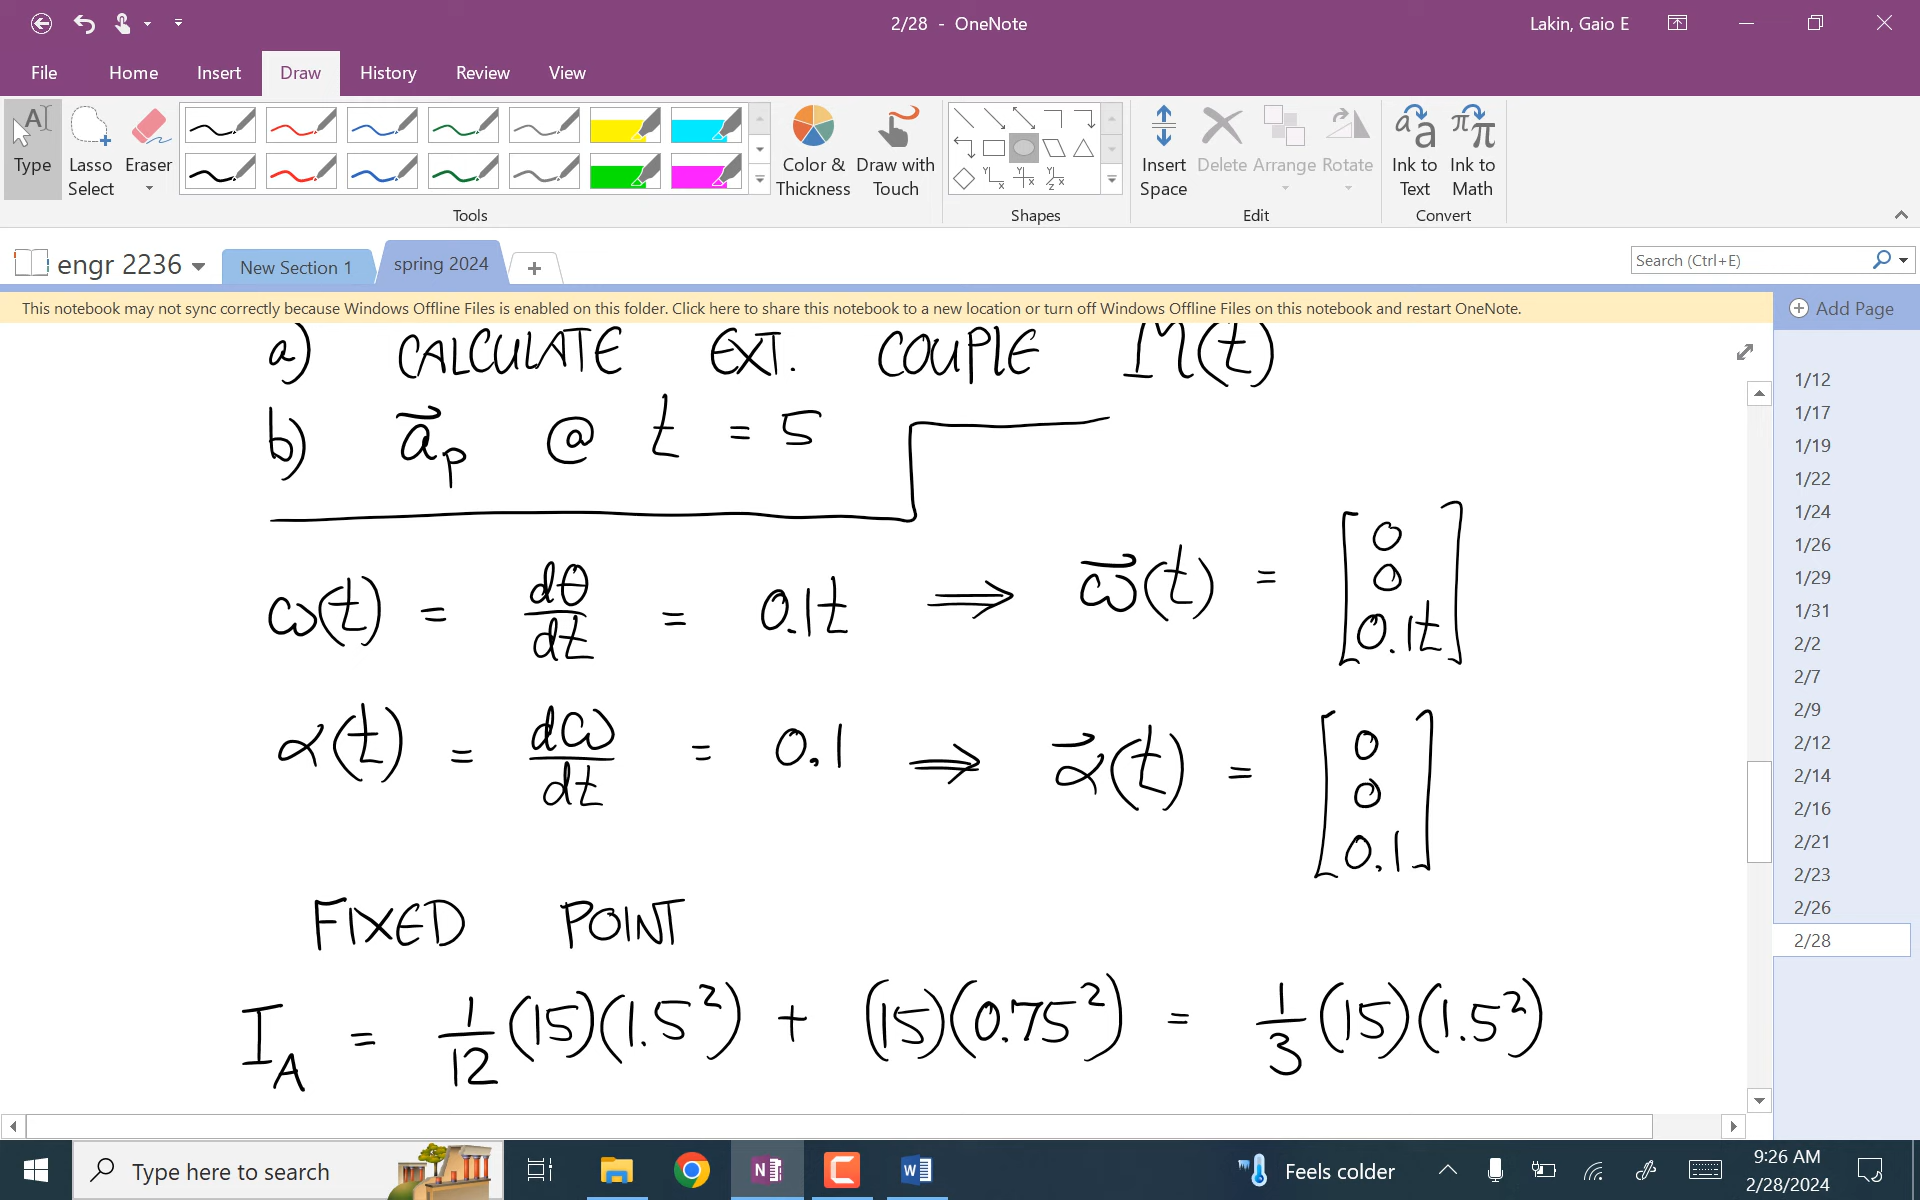 2/28 - OneNote
Lakin, Gaio E
File Home Insert Draw History Review View
Type
Lasso Select
Eraser
Color & Thickness
Draw with Touch
Insert Space
Delete
Arrange
Rotate
Ink to Text
Ink to Math
Tools
Shapes
Edit
Convert
engr 2236
New Section 1
spring 2024
Search (Ctrl+E)
This notebook may not sync correctly because Windows Offline Files is enabled on this folder. Click here to share this notebook to a new location or turn off Windows Offline Files on this notebook and restart OneNote.
Add Page
a) CALCULATE EXT. COUPLE M(t)
b) a⃗p @ t = 5
ω(t) = dθ/dt = 0.1t ⟹ ω⃗(t) = [0 0 0.1t]
α(t) = dω/dt = 0.1 ⟹ α⃗(t) = [0 0 0.1]
FIXED POINT
I_A = 1/12 (15)(1.5²) + (15)(0.75²) = 1/3 (15)(1.5²)
1/12
1/17
1/19
1/22
1/24
1/26
1/29
1/31
2/2
2/7
2/9
2/12
2/14
2/16
2/21
2/23
2/26
2/28
Type here to search
Feels colder
9:26 AM
2/28/2024